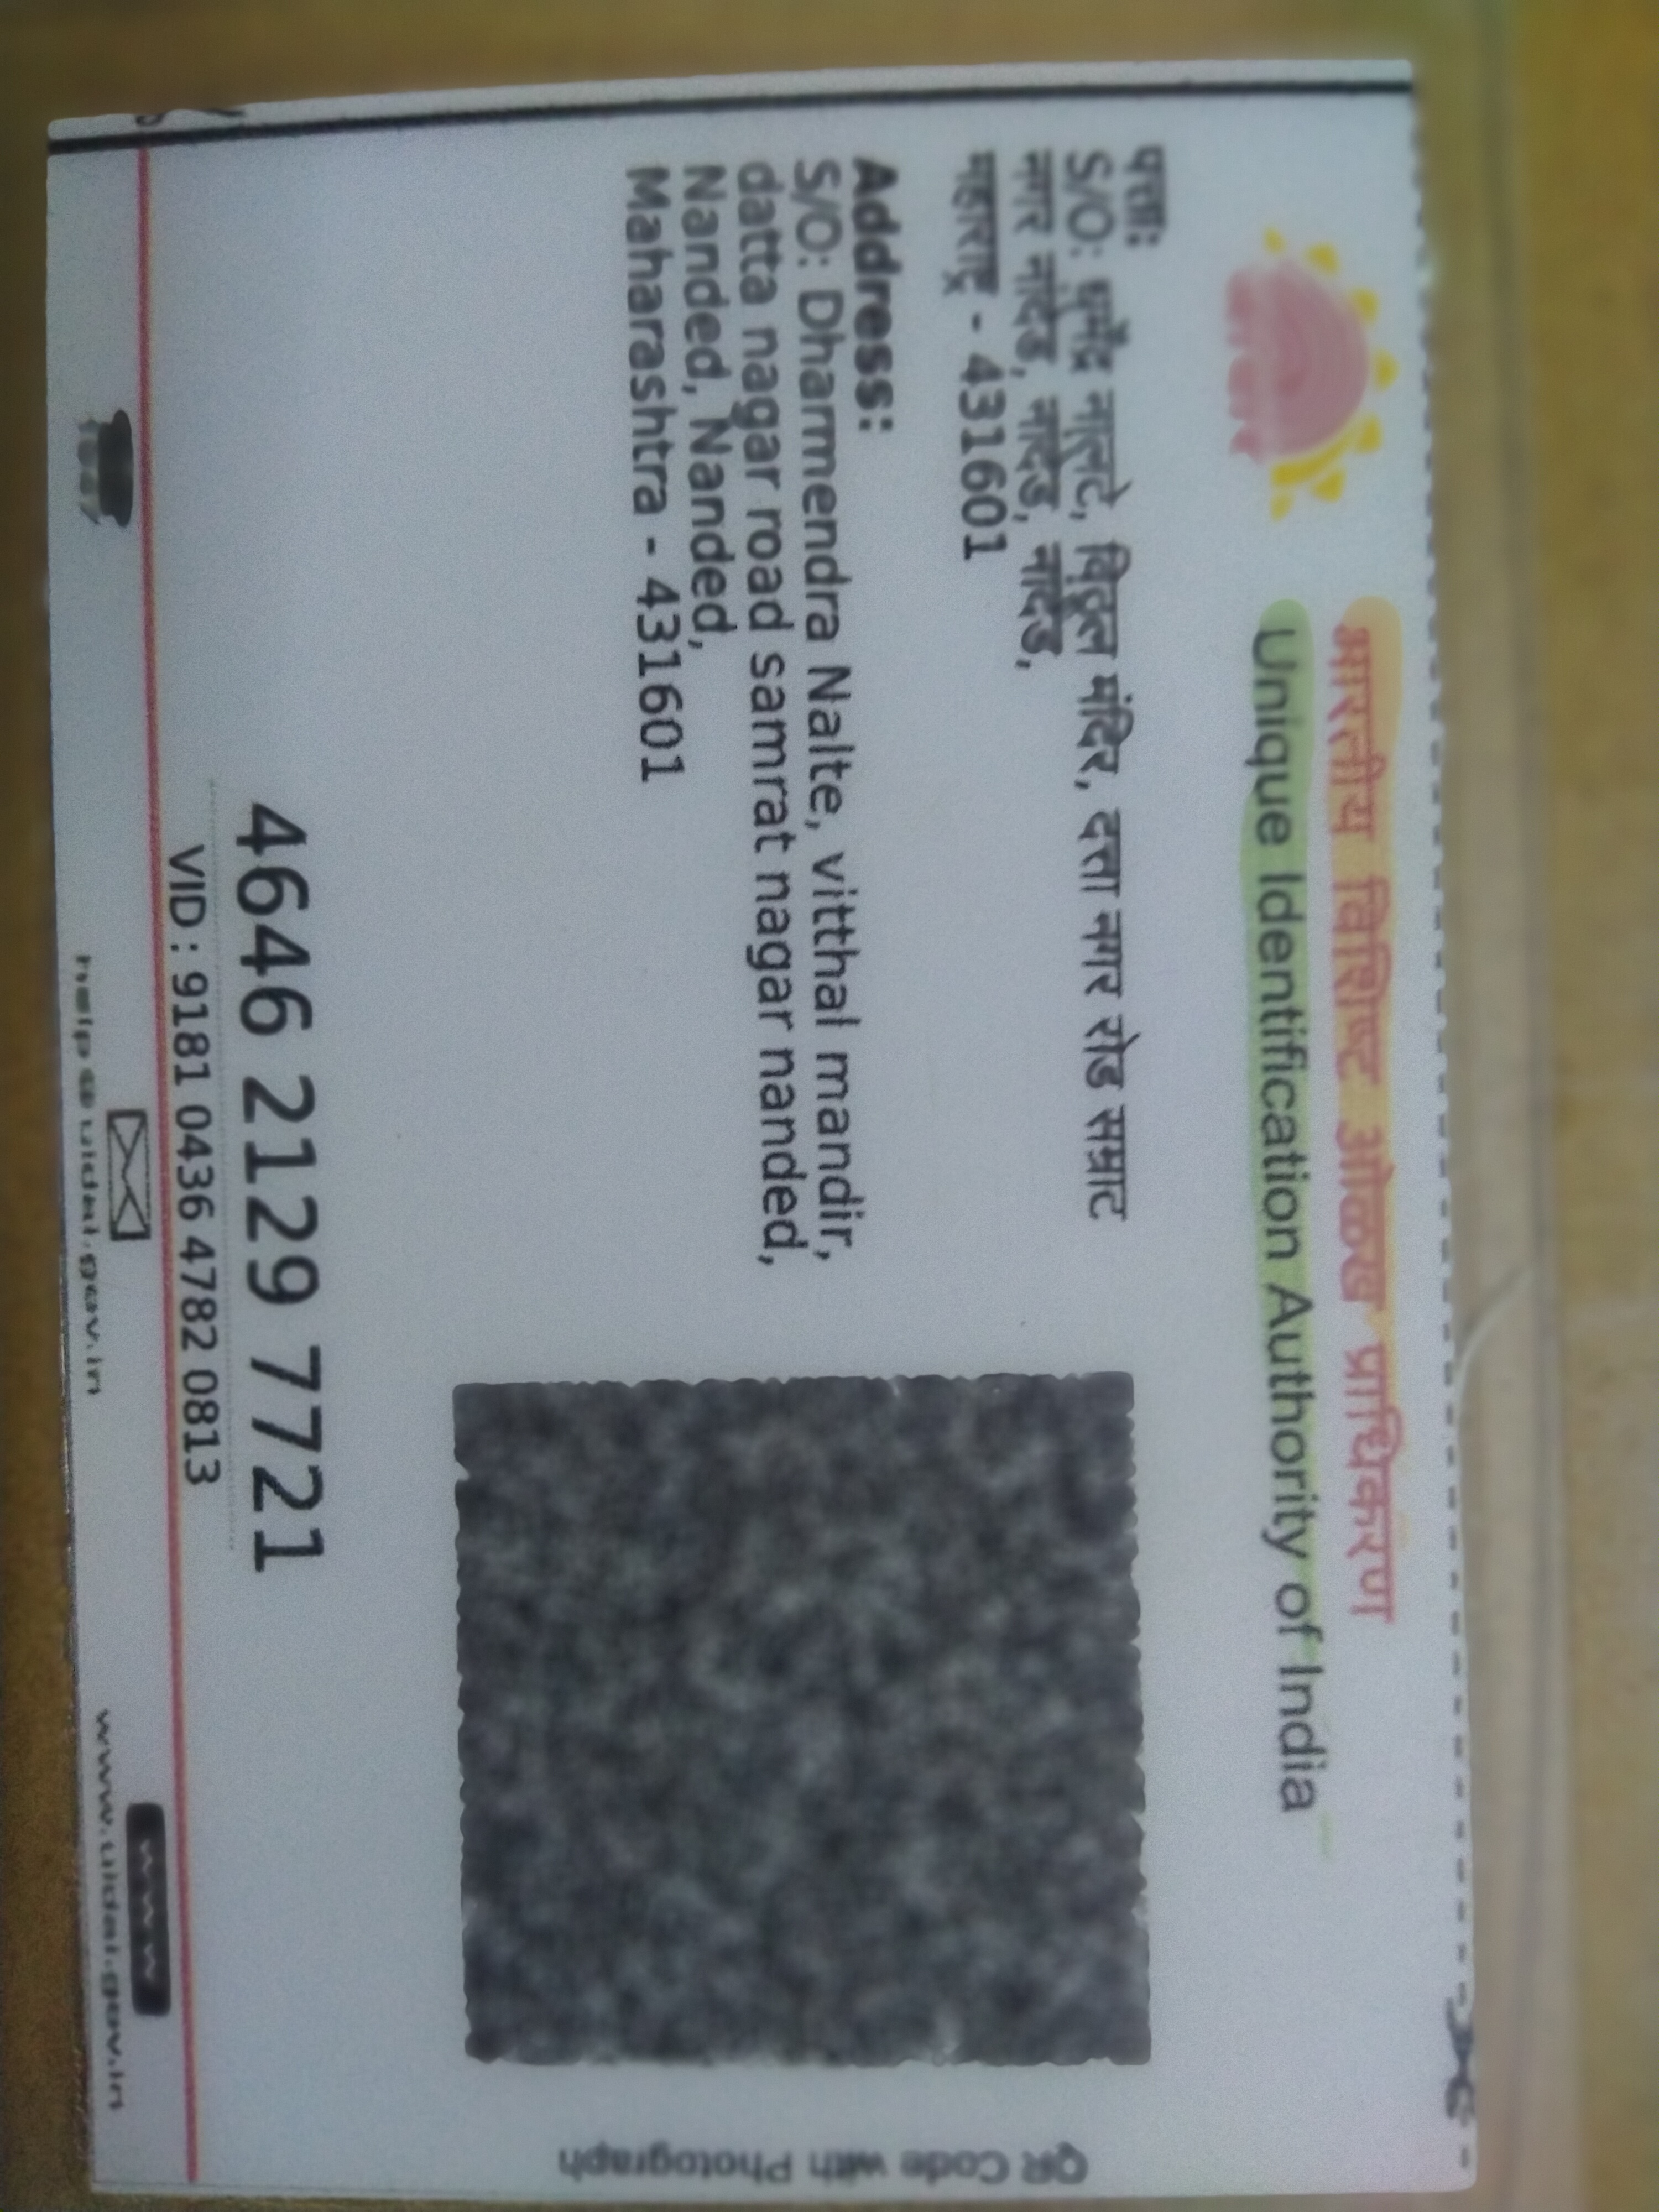 भारतीय विशिष्ट ओळख प्राधिकरण
Unique Identification Authority of India
पत्ता:
S/O: धर्मेंद्र नालटे, विठ्ठल मंदिर, दत्ता नगर रोड सम्राट
नगर नांदेड, नांदेड, नांदेड,
महाराष्ट्र - 431601
Address:
S/O: Dharmendra Nalte, vitthal mandir,
datta nagar road samrat nagar nanded,
Nanded, Nanded,
Maharashtra - 431601
QR Code with Photograph
4646 2129 7721
VID : 9181 0436 4782 0813
1947
help@uidai.gov.in
www
www.uidai.gov.in